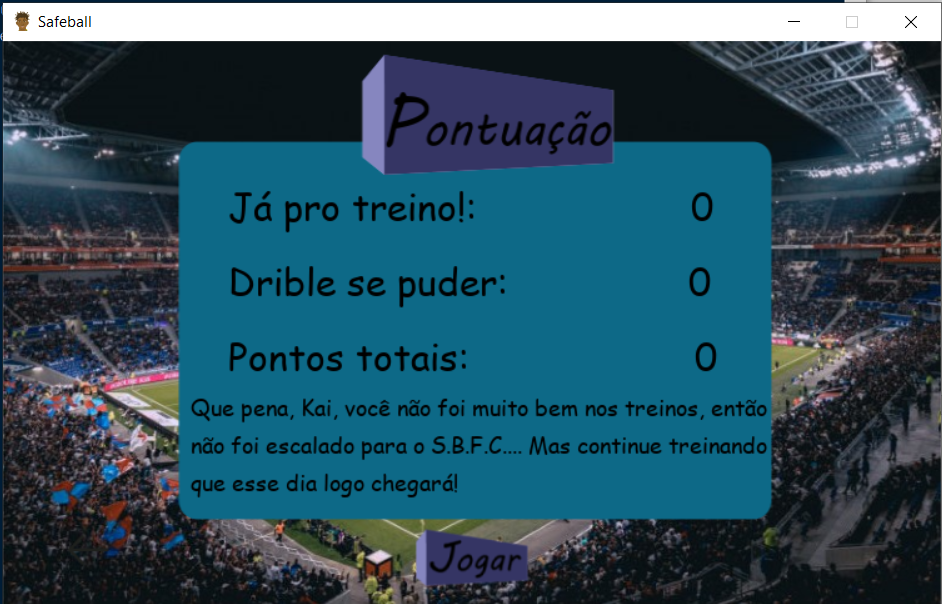 Safeball
Pontuação
Já pro treino!: 0
Drible se puder: 0
Pontos totais: 0
Que pena, Kai, você não foi muito bem nos treinos, então
não foi escalado para o S.B.F.C.... Mas continue treinando
que esse dia logo chegará!
Jogar